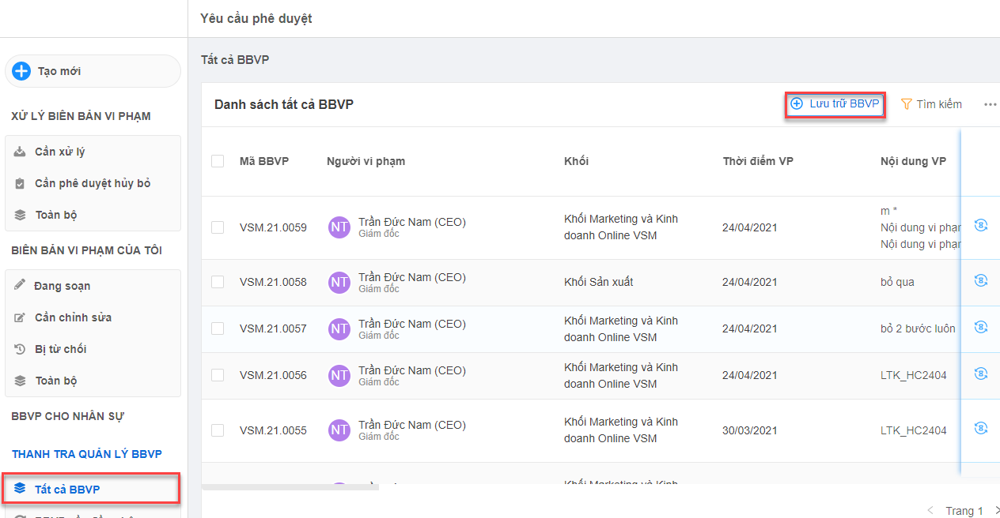 Yêu cầu phê duyệt
Tạo mới
XỬ LÝ BIÊN BẢN VI PHẠM
Cần xử lý
Cần phê duyệt hủy bỏ
Toàn bộ
BIÊN BẢN VI PHẠM CỦA TÔI
Đang soạn
Cần chỉnh sửa
Bị từ chối
Toàn bộ
BBVP CHO NHÂN SỰ
THANH TRA QUẢN LÝ BBVP
Tất cả BBVP
Tất cả BBVP
Danh sách tất cả BBVP
Lưu trữ BBVP
Tìm kiếm
Mã BBVP Người vi phạm Khối Thời điểm VP Nội dung VP
VSM.21.0059
NT
Trần Đức Nam (CEO)
Giám đốc
Khối Marketing và Kinh
doanh Online VSM
24/04/2021
m *
Nội dung vi phạm
Nội dung vi phạm
VSM.21.0058
NT
Trần Đức Nam (CEO)
Giám đốc
Khối Sản xuất
24/04/2021
bỏ qua
VSM.21.0057
NT
Trần Đức Nam (CEO)
Giám đốc
Khối Marketing và Kinh
doanh Online VSM
24/04/2021
bỏ 2 bước luôn
VSM.21.0056
NT
Trần Đức Nam (CEO)
Giám đốc
Khối Marketing và Kinh
doanh Online VSM
24/04/2021
LTK_HC2404
VSM.21.0055
NT
Trần Đức Nam (CEO)
Giám đốc
Khối Marketing và Kinh
doanh Online VSM
30/03/2021
LTK_HC2404
Khối Marketing và Kinh
Trang 1